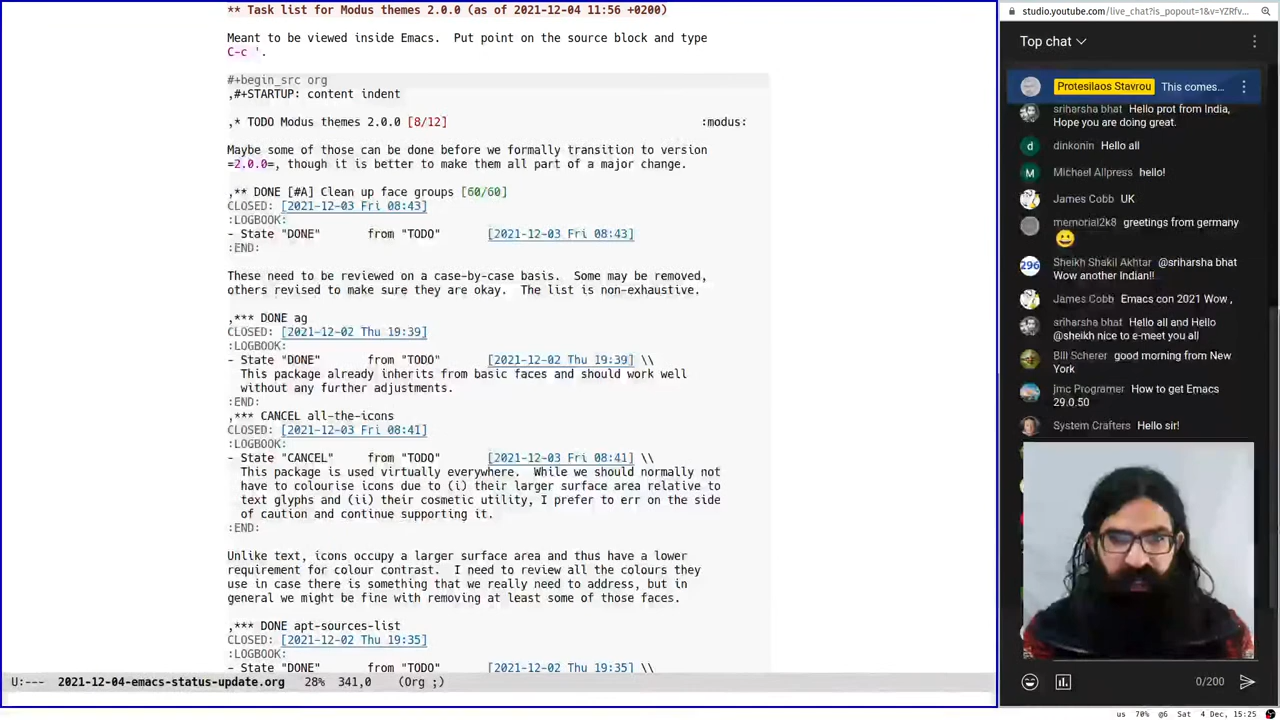 ** Task list for Modus themes 2.0.0 (as of 2021-12-04 11:56 +0200)
Meant to be viewed inside Emacs.  Put point on the source block and type
C-c '.
#+begin_src org
,#+STARTUP: content indent
,* TODO Modus themes 2.0.0 [8/12] :modus:
Maybe some of those can be done before we formally transition to version
=2.0.0=, though it is better to make them all part of a major change.
,** DONE [#A] Clean up face groups [60/60]
CLOSED: [2021-12-03 Fri 08:43]
:LOGBOOK:
- State "DONE" from "TODO" [2021-12-03 Fri 08:43]
:END:
These need to be reviewed on a case-by-case basis.  Some may be removed,
others revised to make sure they are okay.  The list is non-exhaustive.
,*** DONE ag
CLOSED: [2021-12-02 Thu 19:39]
:LOGBOOK:
- State "DONE" from "TODO" [2021-12-02 Thu 19:39] \\
This package already inherits from basic faces and should work well
without any further adjustments.
:END:
,*** CANCEL all-the-icons
CLOSED: [2021-12-03 Fri 08:41]
:LOGBOOK:
- State "CANCEL" from "TODO" [2021-12-03 Fri 08:41] \\
This package is used virtually everywhere.  While we should normally not
have to colourise icons due to (i) their larger surface area relative to
text glyphs and (ii) their cosmetic utility, I prefer to err on the side
of caution and continue supporting it.
:END:
Unlike text, icons occupy a larger surface area and thus have a lower
requirement for colour contrast.  I need to review all the colours they
use in case there is something that we really need to address, but in
general we might be fine with removing at least some of those faces.
,*** DONE apt-sources-list
CLOSED: [2021-12-02 Thu 19:35]
:LOGBOOK:
- State "DONE" from "TODO" [2021-12-02 Thu 19:35] \\
U:--- 2021-12-04-emacs-status-update.org 28% 341,0 (Org ;)
studio.youtube.com/live_chat?is_popout=1&v=YZRfv...
Top chat
Protesilaos Stavrou This comes...
sriharsha bhat Hello prot from India,
Hope you are doing great.
d dinkonin Hello all
M Michael Allpress hello!
James Cobb UK
memorial2k8 greetings from germany
296 Sheikh Shakil Akhtar @sriharsha bhat
Wow another Indian!!
James Cobb Emacs con 2021 Wow ,
sriharsha bhat Hello all and Hello
@sheikh nice to e-meet you all
Bill Scherer good morning from New
York
jmc Programer How to get Emacs
29.0.50
System Crafters Hello sir!
0/200
us 70% @6 Sat 4 Dec, 15:25